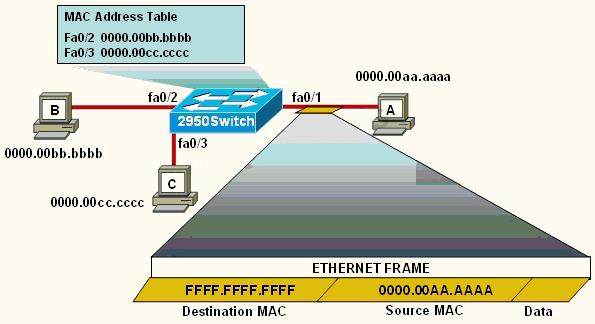 MAC Address Table
Fa0/2 0000.00bb.bbbb
Fa0/3 0000.00cc.cccc
0000.00aa.aaaa
fa0/2
fa0/1
B
A
2950Switch
0000.00bb.bbbb
fa0/3
C
0000.00cc.cccc
ETHERNET FRAME
FFFF.FFFF.FFFF 0000.00AA.AAAA
Destination MAC Source MAC Data